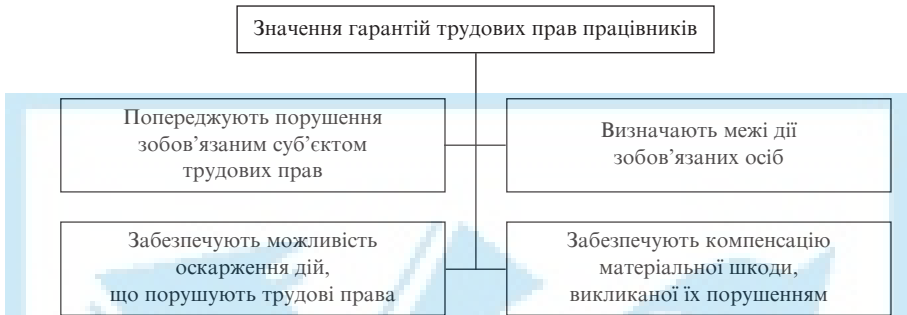 Значення гарантій трудових прав працівників
Попереджують порушення
зобов’язаним суб’єктом
трудових прав
Визначають межі дії
зобов’язаних осіб
Забезпечують можливість
оскарження дій,
що порушують трудові права
Забезпечують компенсацію
матеріальної шкоди,
викликаної їх порушенням